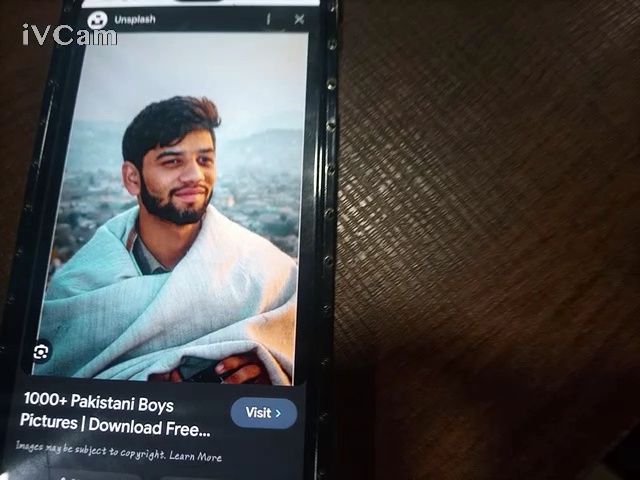 iVCam
Unsplash
1000+ Pakistani Boys
Pictures | Download Free...
Visit >
Images may be subject to copyright. Learn More